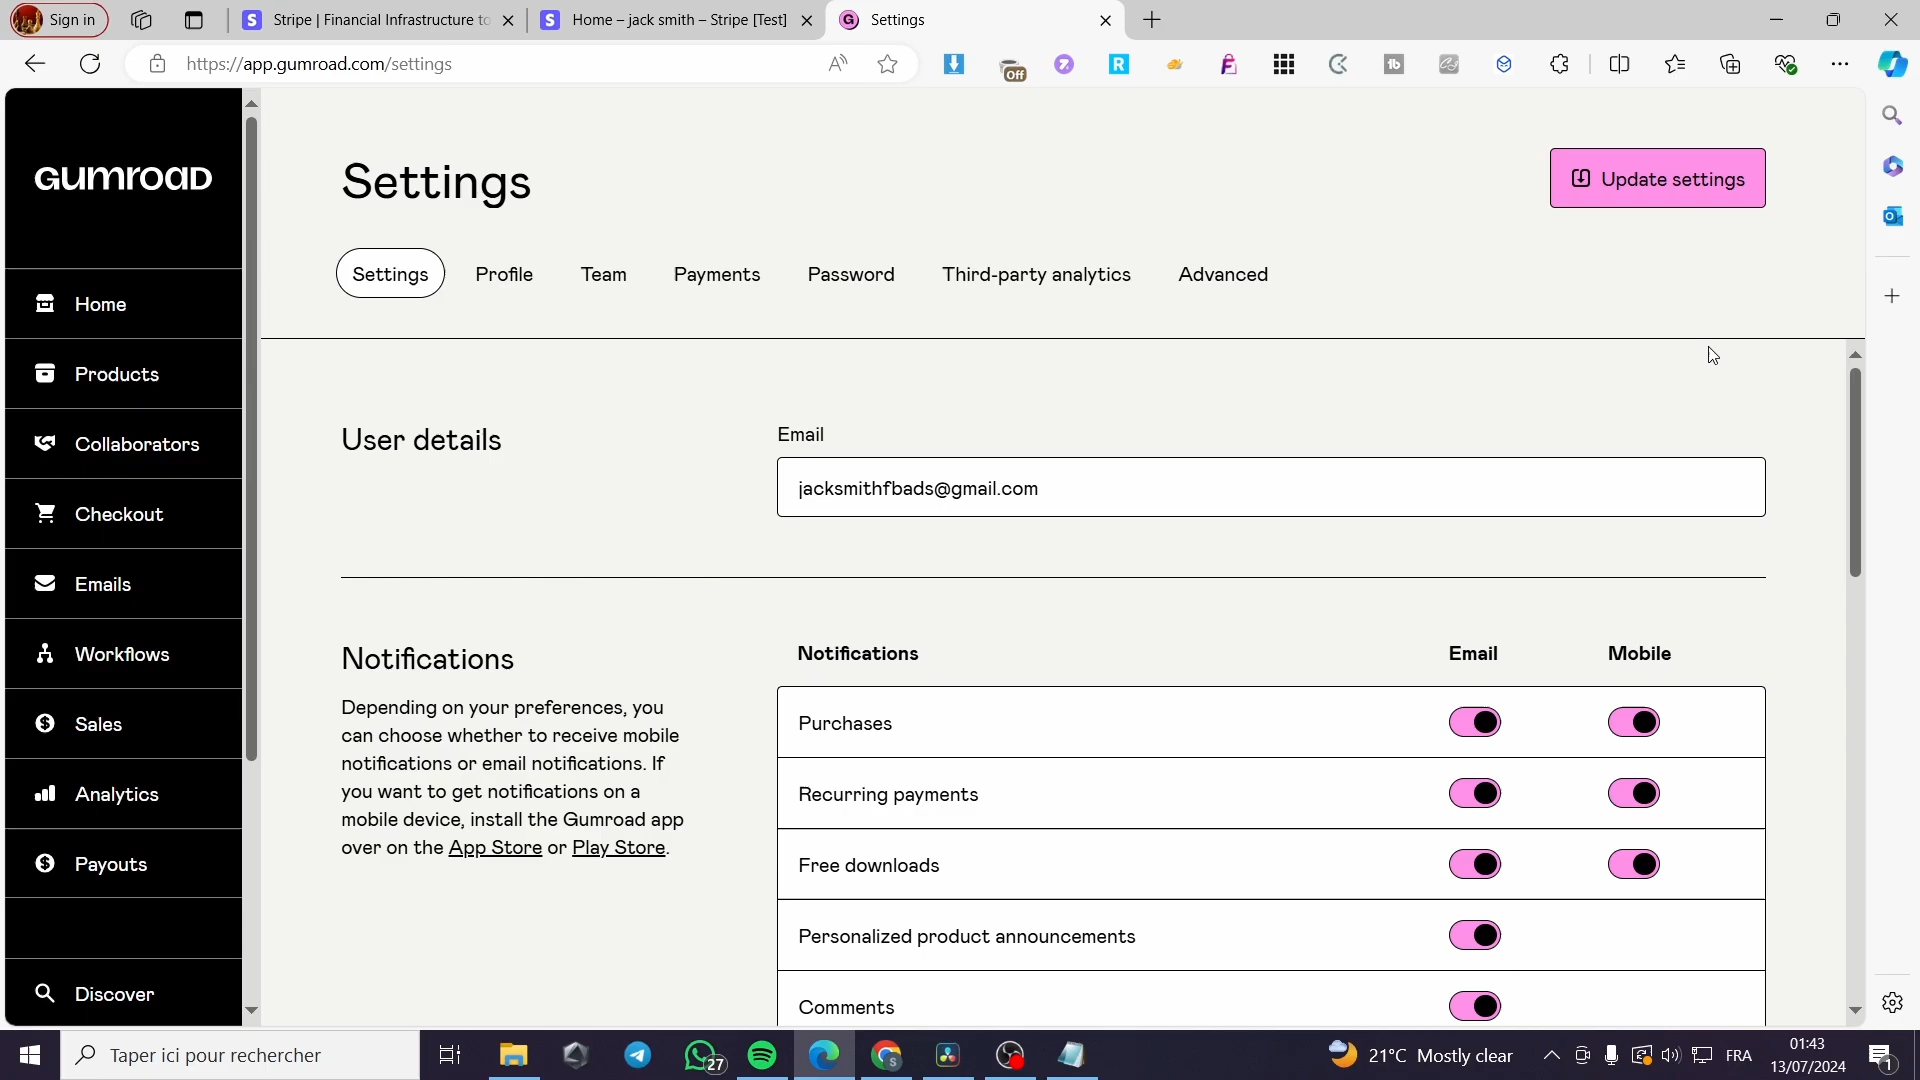 Sign in
Stripe | Financial Infrastructure to
Home – jack smith – Stripe [Test]
Settings
https://app.gumroad.com/settings
Off
GUMROAD
Home
Products
Collaborators
Checkout
Emails
Workflows
Sales
Analytics
Payouts
Discover
Settings
Update settings
Settings
Profile
Team
Payments
Password
Third-party analytics
Advanced
User details
Email
jacksmithfbads@gmail.com
Notifications
Depending on your preferences, you
can choose whether to receive mobile
notifications or email notifications. If
you want to get notifications on a
mobile device, install the Gumroad app
over on the App Store or Play Store.
Notifications Email Mobile
Purchases
Recurring payments
Free downloads
Personalized product announcements
Comments
Taper ici pour rechercher
27
21°C Mostly clear
FRA
01:43
13/07/2024
1